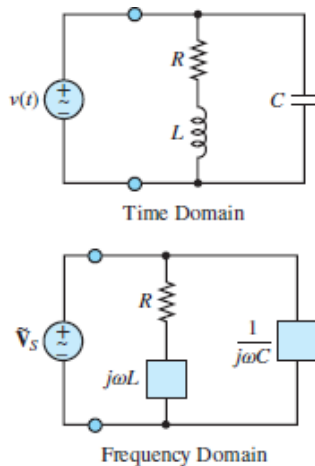 R
v(t)
+
~
−
C
L
Time Domain
R
Ṽ_S
+
~
−
1
jωC
jωL
Frequency Domain